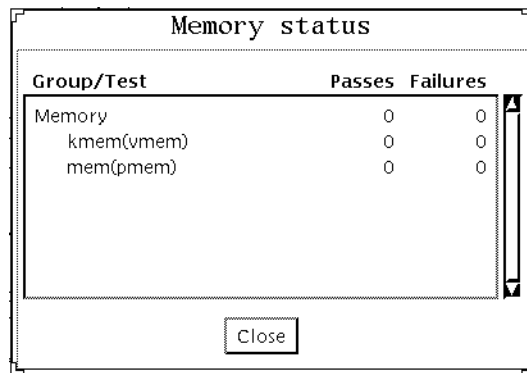 Memory status
Group/Test Passes Failures
Memory 0 0
kmem(vmem) 0 0
mem(pmem) 0 0
Close